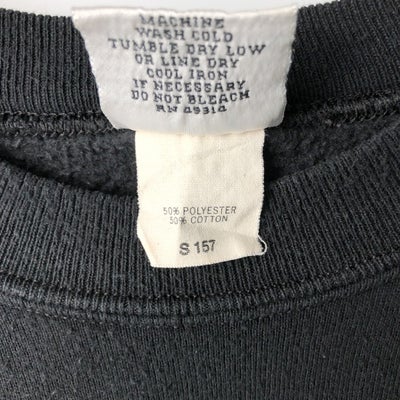 MACHINE
WASH COLD
TUMBLE DRY LOW
OR LINE DRY
COOL IRON
IF NECESSARY
DO NOT BLEACH
RN 49314
50% POLYESTER
50% COTTON
S 157